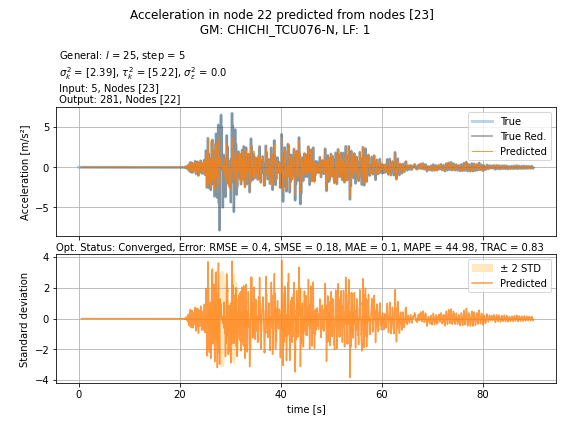 Acceleration in node 22 predicted from nodes [23]
GM: CHICHI_TCU076-N, LF: 1
General: l = 25, step = 5
σ²ₖ = [2.39], τ²ₖ = [5.22], σ²ε = 0.0
Input: 5, Nodes [23]
Output: 281, Nodes [22]
5
0
−5
Acceleration [m/s²]
True
True Red.
Predicted
Opt. Status: Converged, Error: RMSE = 0.4, SMSE = 0.18, MAE = 0.1, MAPE = 44.98, TRAC = 0.83
4
2
0
−2
−4
Standard deviation
± 2 STD
Predicted
0 20 40 60 80
time [s]